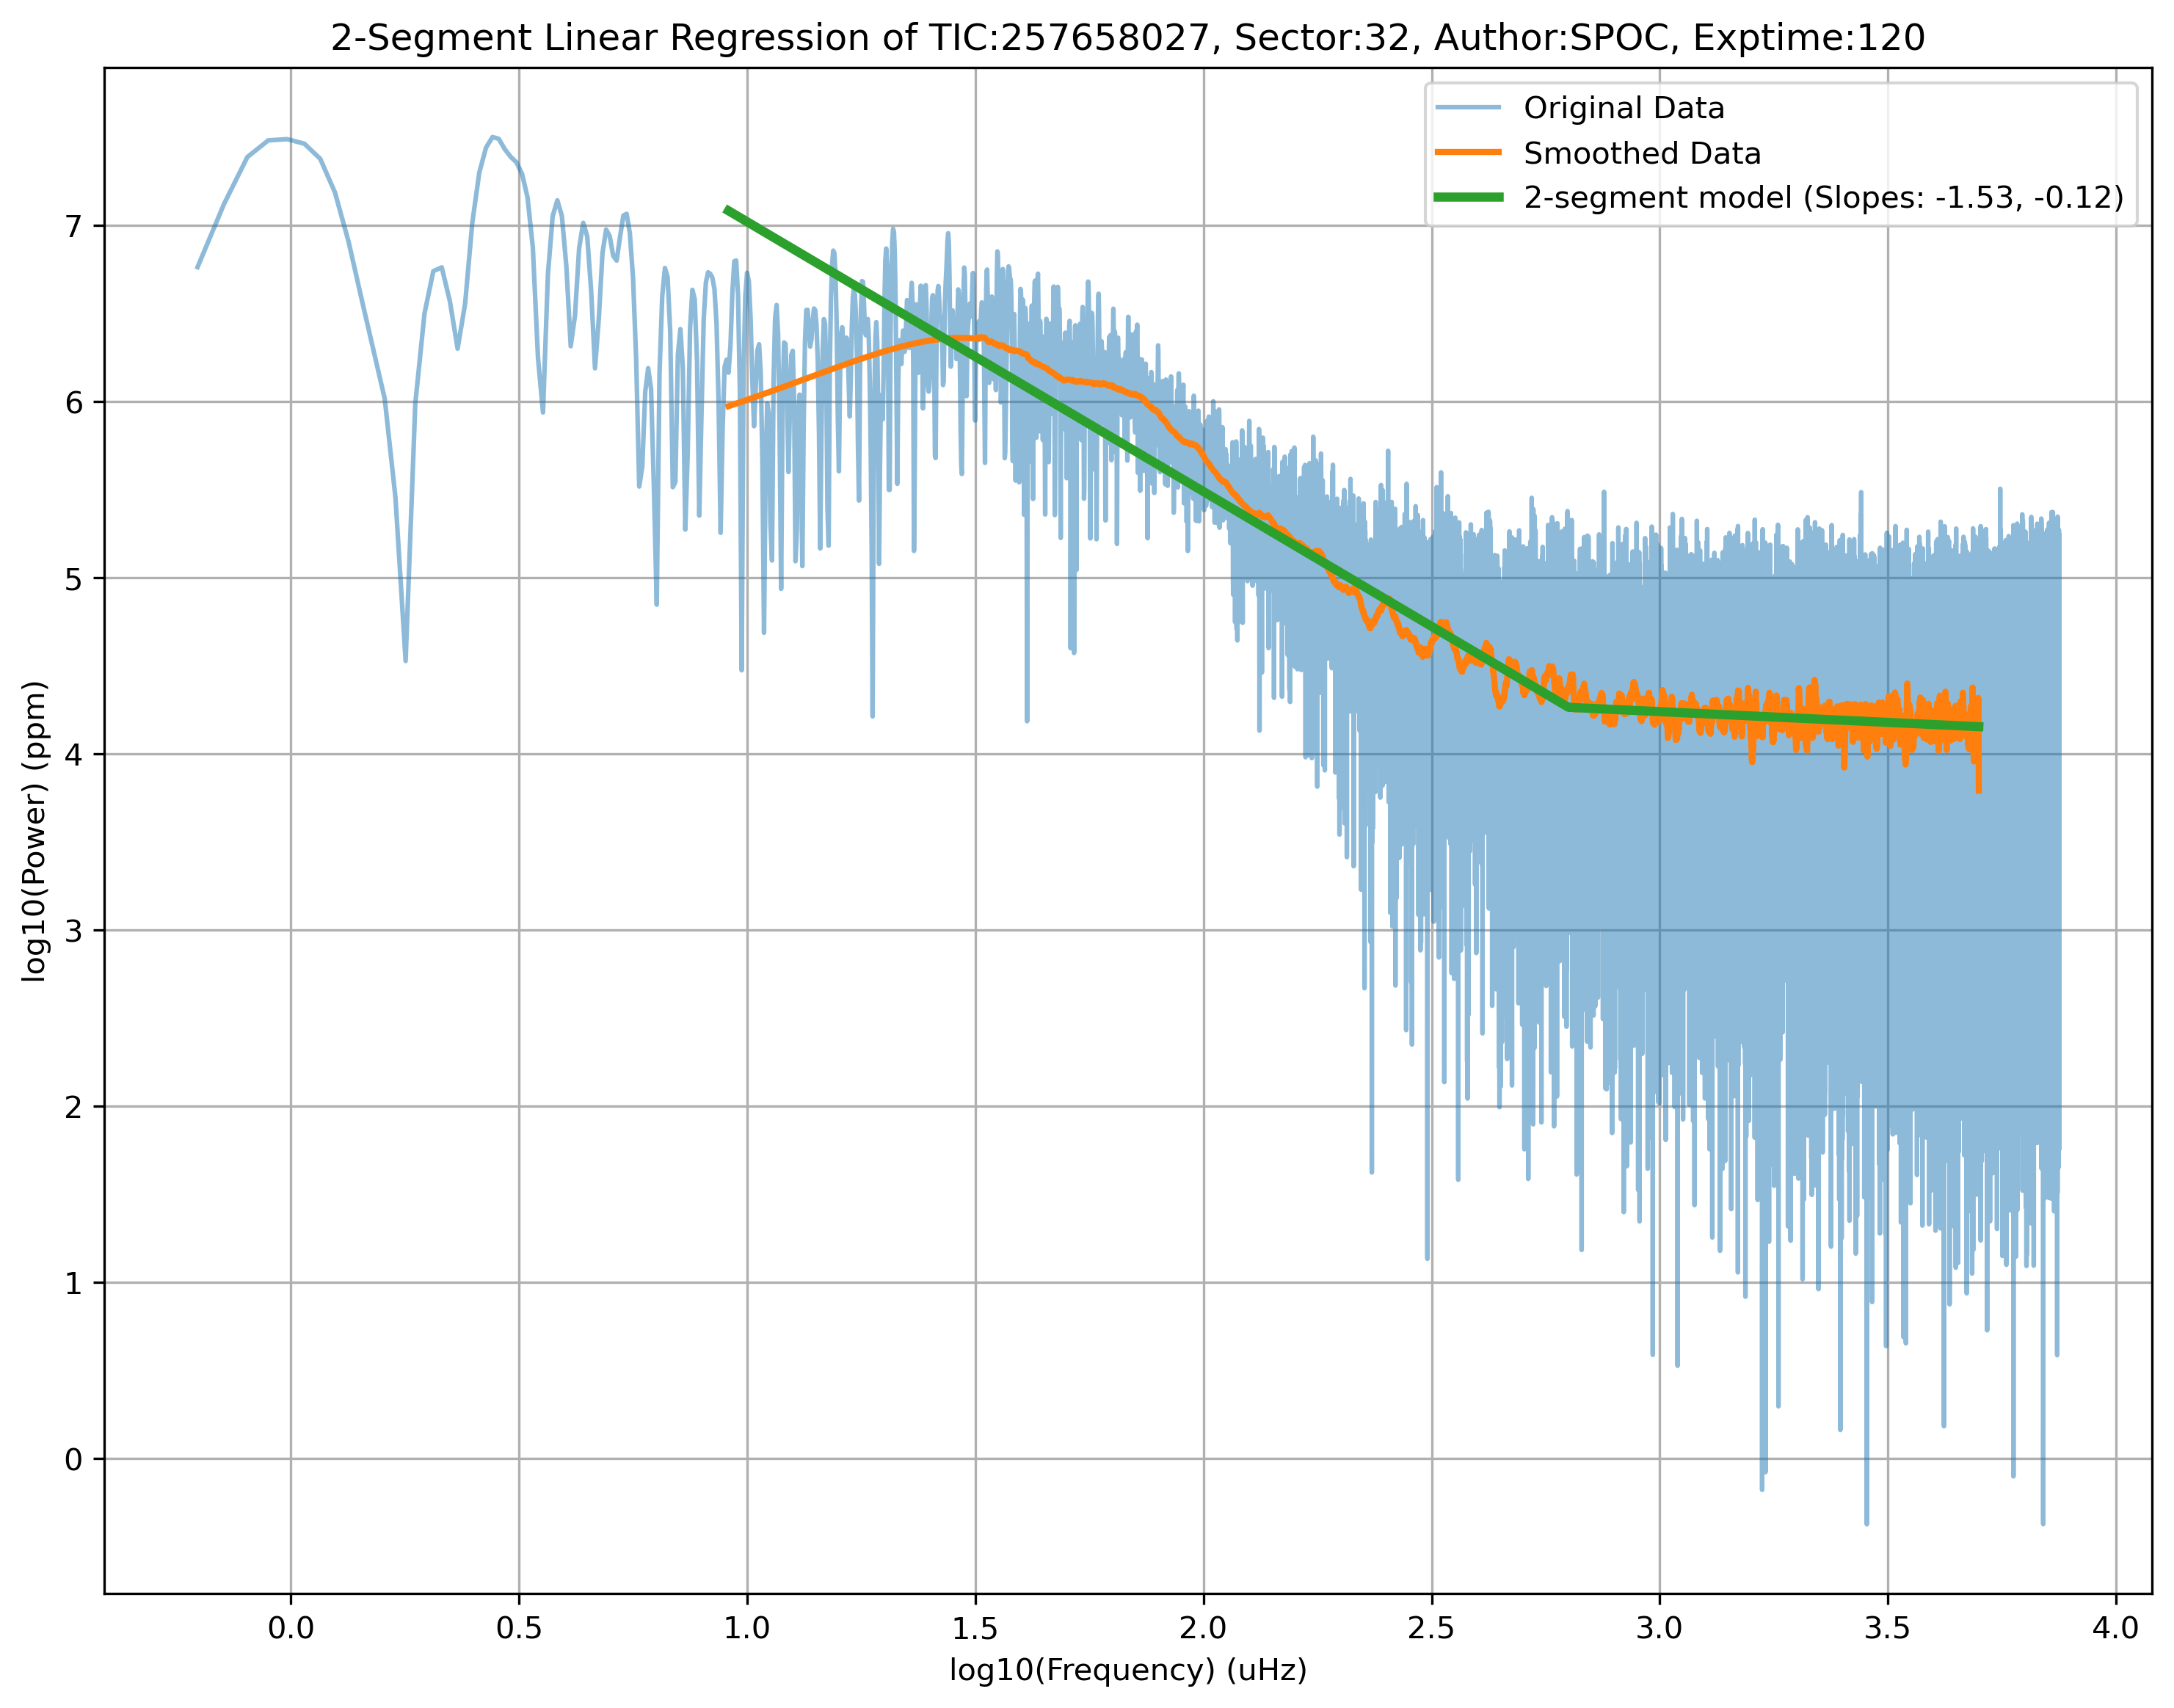 2-Segment Linear Regression of TIC:257658027, Sector:32, Author:SPOC, Exptime:120
Original Data
Smoothed Data
2-segment model (Slopes: -1.53, -0.12)
log10(Power) (ppm)
7
6
5
4
3
2
1
0
0.0 0.5 1.0 1.5 2.0 2.5 3.0 3.5 4.0
log10(Frequency) (uHz)